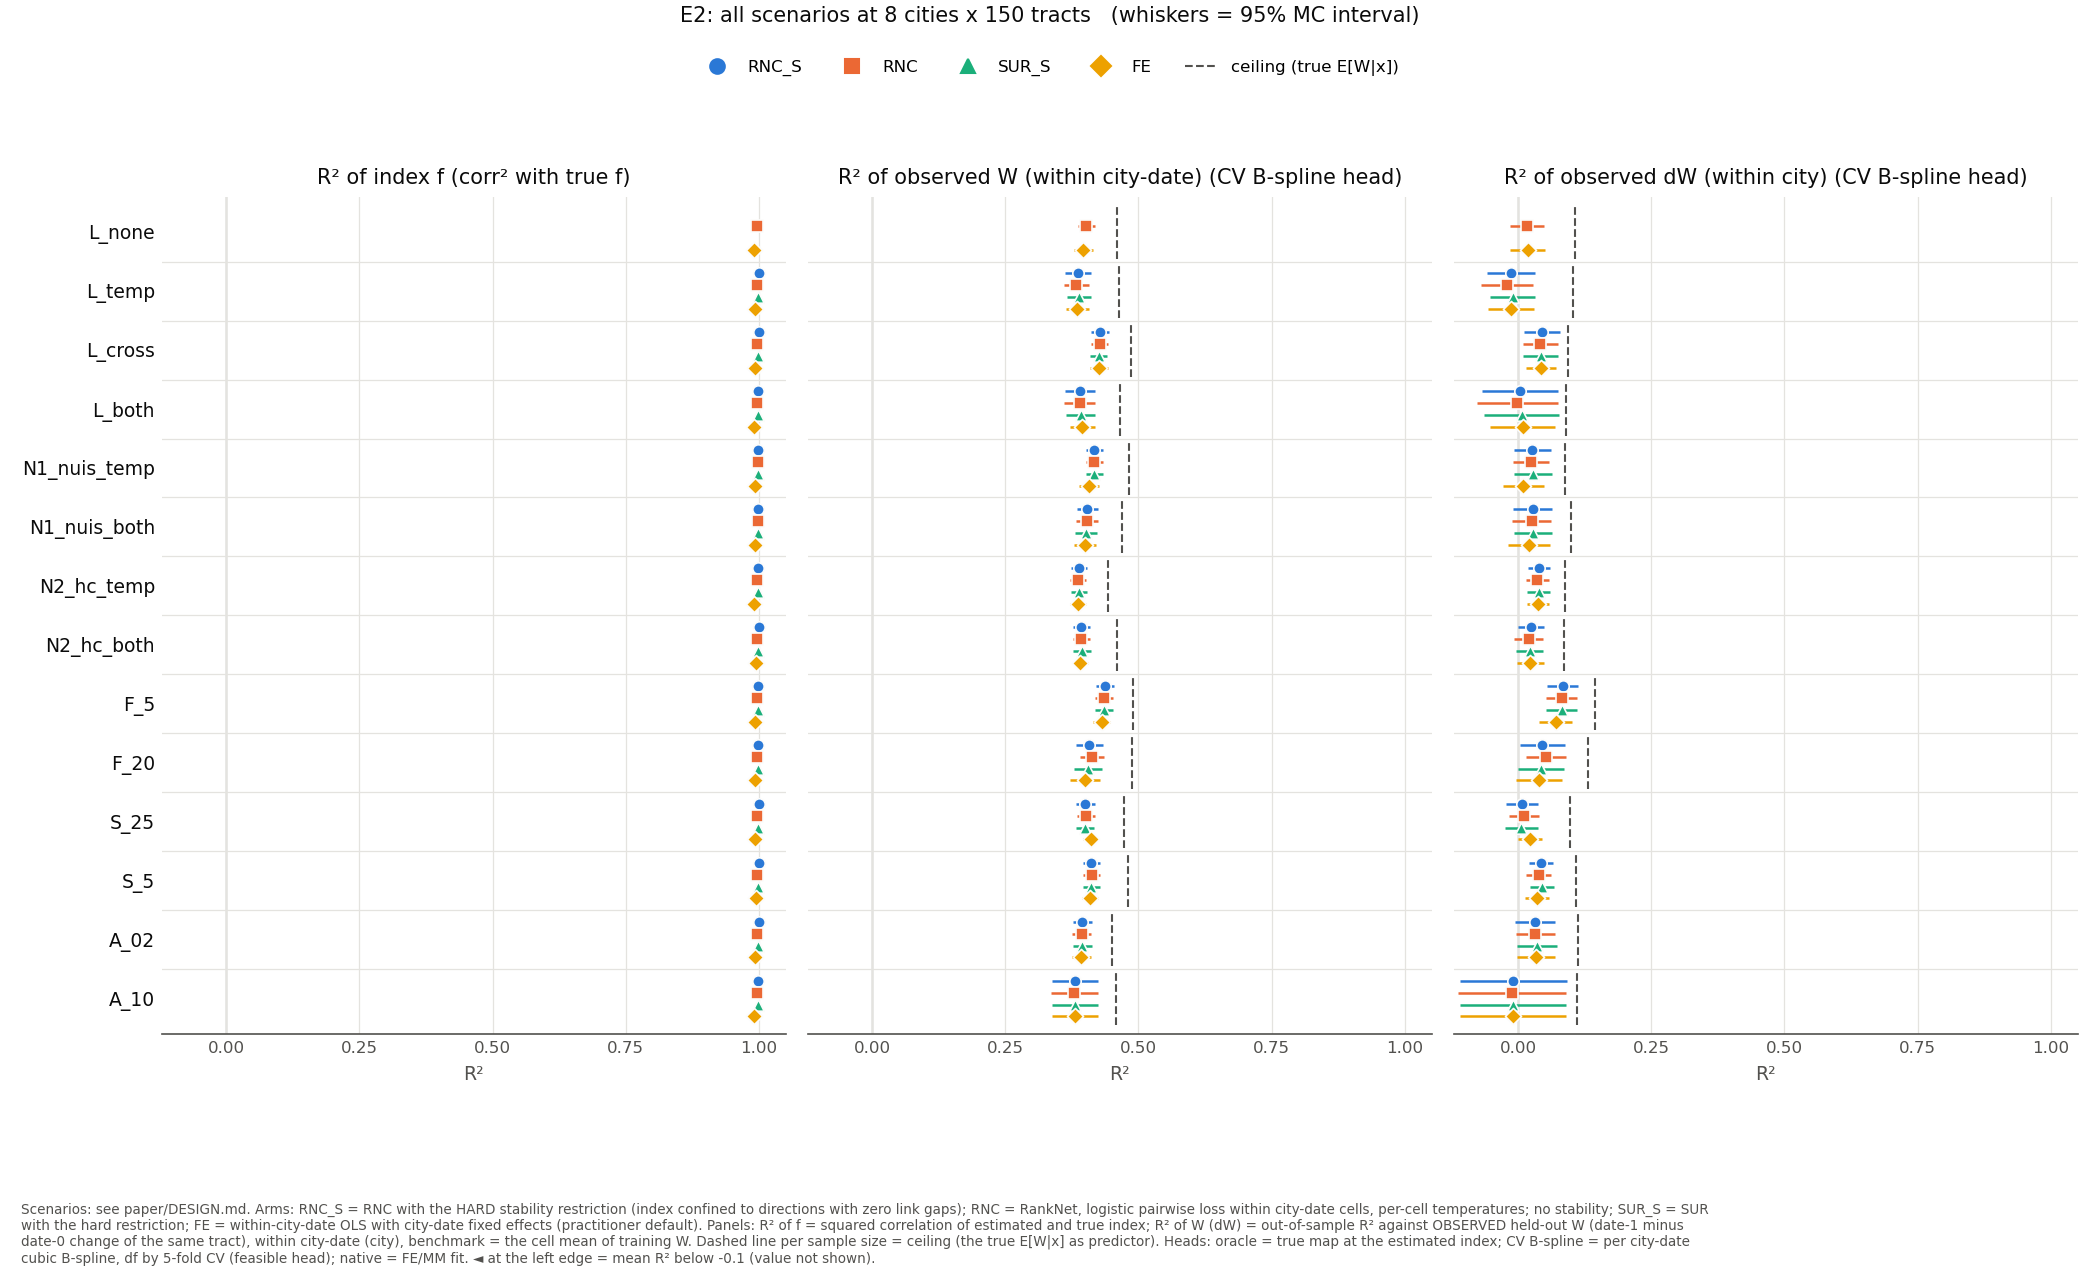 E2: all scenarios at 8 cities x 150 tracts   (whiskers = 95% MC interval)
RNC_S   RNC   SUR_S   FE   ceiling (true E[W|x])
R² of index f (corr² with true f)   R² of observed W (within city-date) (CV B-spline head)   R² of observed dW (within city) (CV B-spline head)
L_none
L_temp
L_cross
L_both
N1_nuis_temp
N1_nuis_both
N2_hc_temp
N2_hc_both
F_5
F_20
S_25
S_5
A_02
A_10
0.00   0.25   0.50   0.75   1.00   0.00   0.25   0.50   0.75   1.00   0.00   0.25   0.50   0.75   1.00
R²   R²   R²
Scenarios: see paper/DESIGN.md. Arms: RNC_S = RNC with the HARD stability restriction (index confined to directions with zero link gaps); RNC = RankNet, logistic pairwise loss within city-date cells, per-cell temperatures; no stability; SUR_S = SUR
with the hard restriction; FE = within-city-date OLS with city-date fixed effects (practitioner default). Panels: R² of f = squared correlation of estimated and true index; R² of W (dW) = out-of-sample R² against OBSERVED held-out W (date-1 minus
date-0 change of the same tract), within city-date (city), benchmark = the cell mean of training W. Dashed line per sample size = ceiling (the true E[W|x] as predictor). Heads: oracle = true map at the estimated index; CV B-spline = per city-date
cubic B-spline, df by 5-fold CV (feasible head); native = FE/MM fit. ◄ at the left edge = mean R² below -0.1 (value not shown).